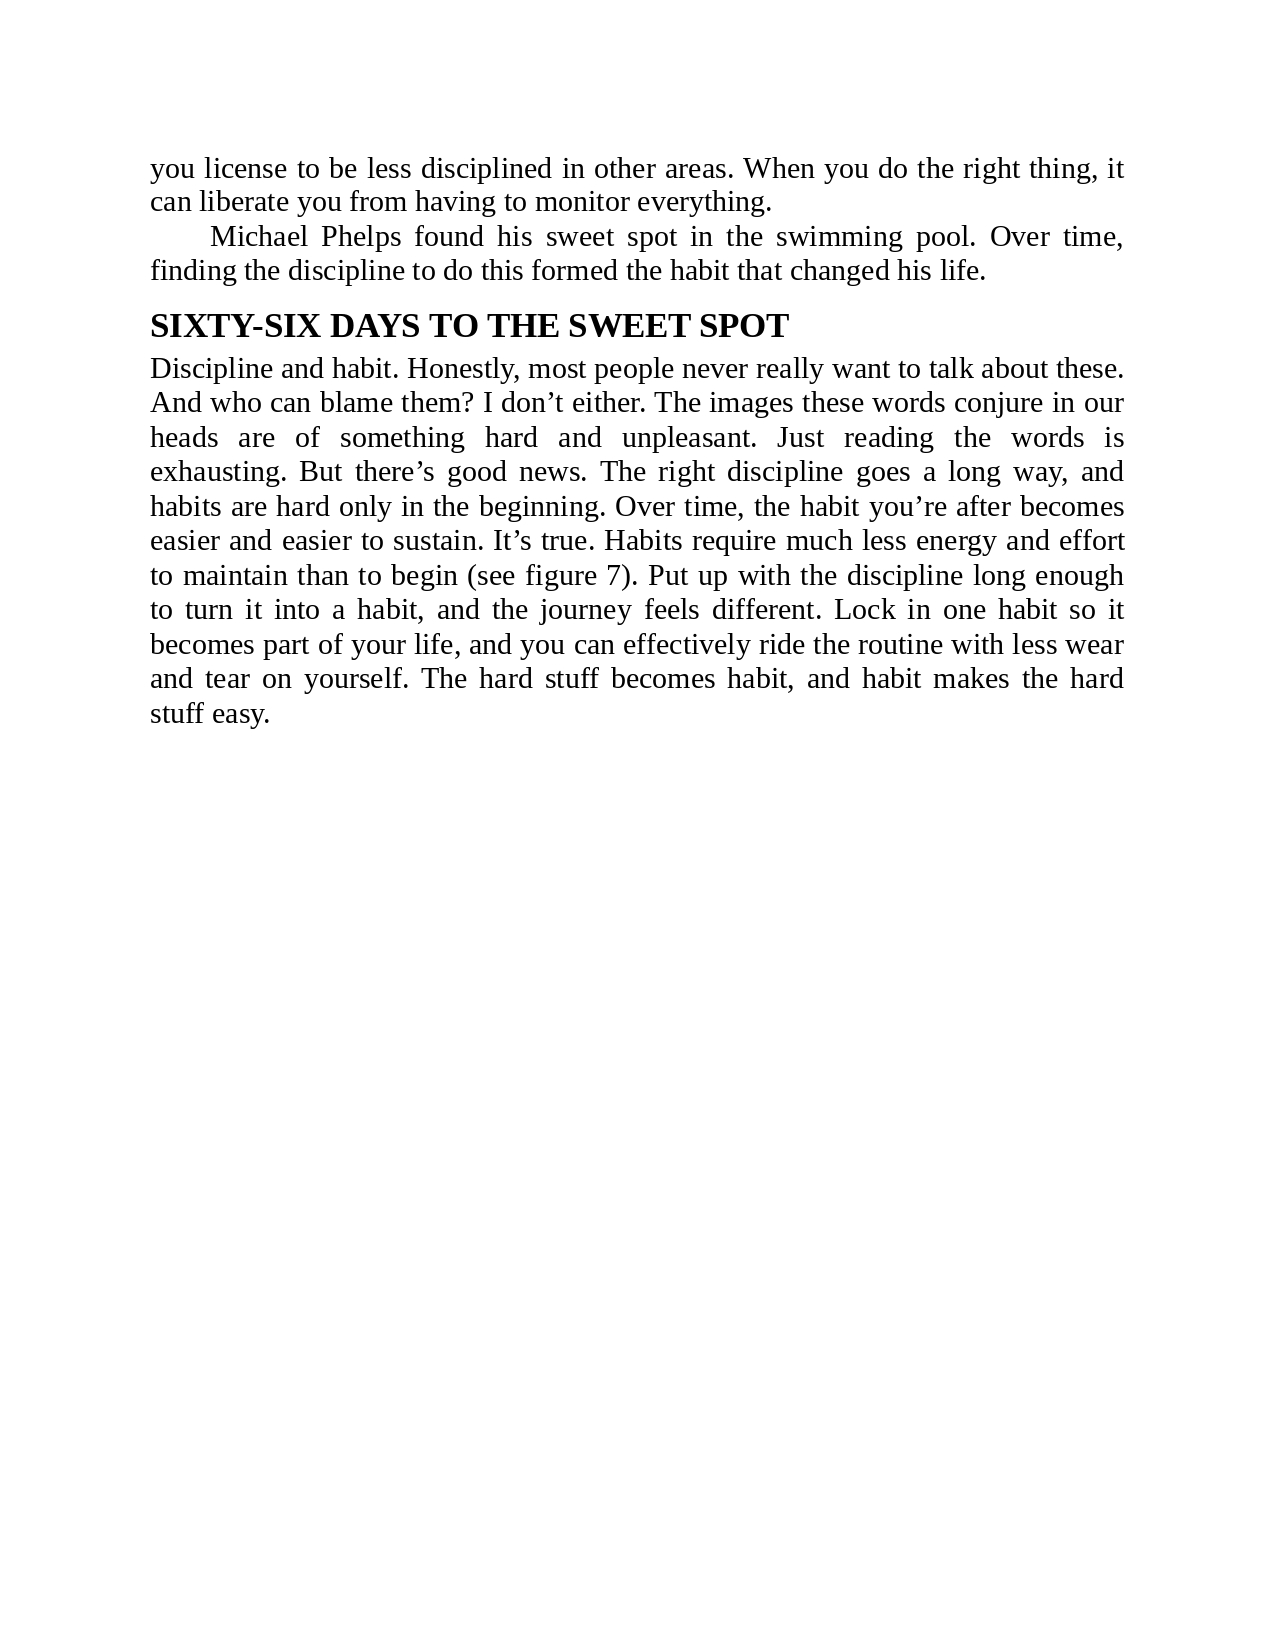 you license to be less disciplined in other areas. When you do the right thing, it
can liberate you from having to monitor everything.
Michael Phelps found his sweet spot in the swimming pool. Over time,
finding the discipline to do this formed the habit that changed his life.
SIXTY-SIX DAYS TO THE SWEET SPOT
Discipline and habit. Honestly, most people never really want to talk about these.
And who can blame them? I don’t either. The images these words conjure in our
heads are of something hard and unpleasant. Just reading the words is
exhausting. But there’s good news. The right discipline goes a long way, and
habits are hard only in the beginning. Over time, the habit you’re after becomes
easier and easier to sustain. It’s true. Habits require much less energy and effort
to maintain than to begin (see figure 7). Put up with the discipline long enough
to turn it into a habit, and the journey feels different. Lock in one habit so it
becomes part of your life, and you can effectively ride the routine with less wear
and tear on yourself. The hard stuff becomes habit, and habit makes the hard
stuff easy.